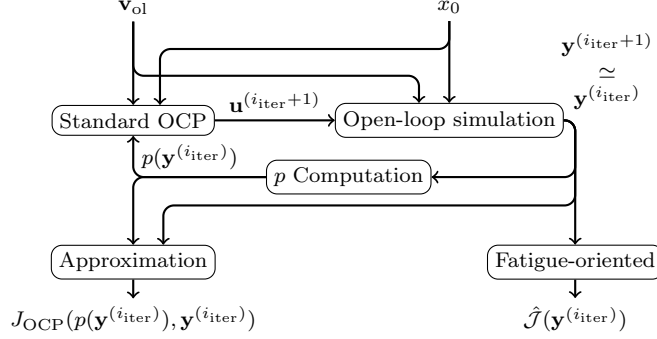 𝐯_ol x₀
𝐲^(i_iter+1)
≃
𝐲^(i_iter)
𝐮^(i_iter+1)
Standard OCP Open-loop simulation
p(𝐲^(i_iter))
p Computation
Approximation Fatigue-oriented
J_OCP(p(𝐲^(i_iter)), 𝐲^(i_iter)) 𝒥̂(𝐲^(i_iter))